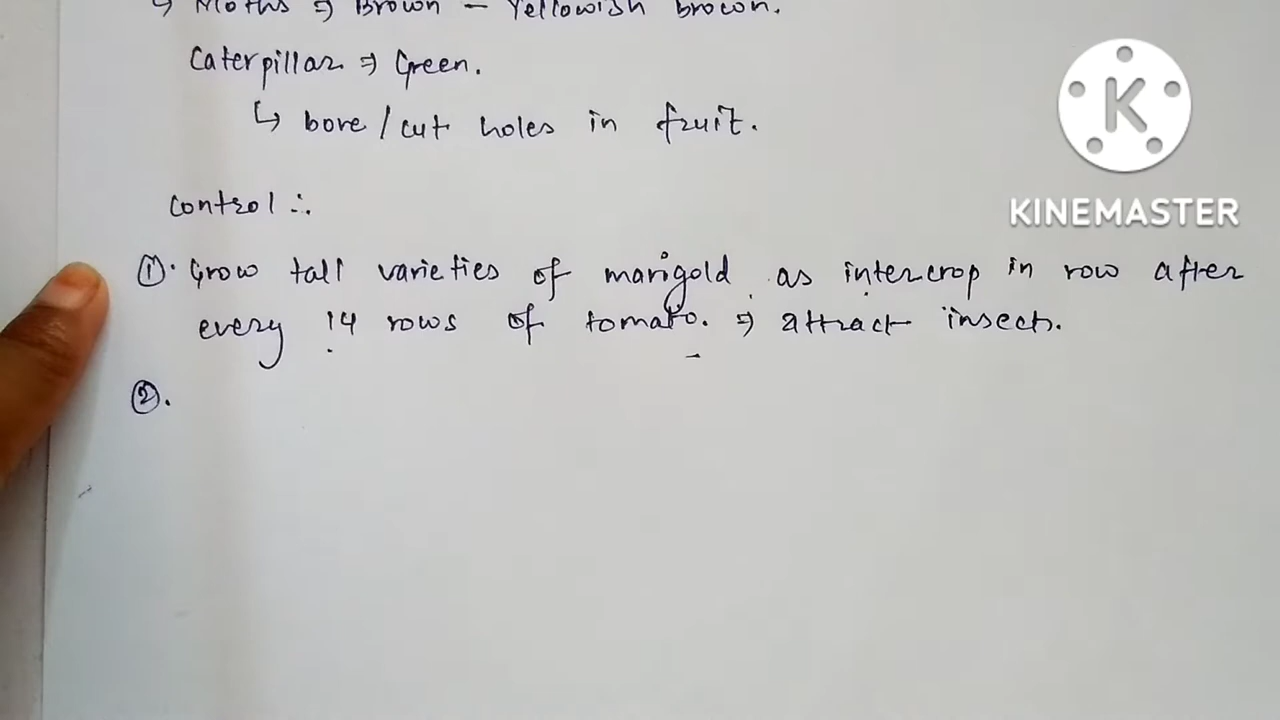 ↳ Moths ⇒ Brown - Yellowish brown.
Caterpillar ⇒ Green.
↳ bore / cut holes in fruit.
K
KINEMASTER
Control :.
①. Grow tall varieties of marigold as intercrop in row after
every 14 rows of tomato. ⇒ attract insects.
②.